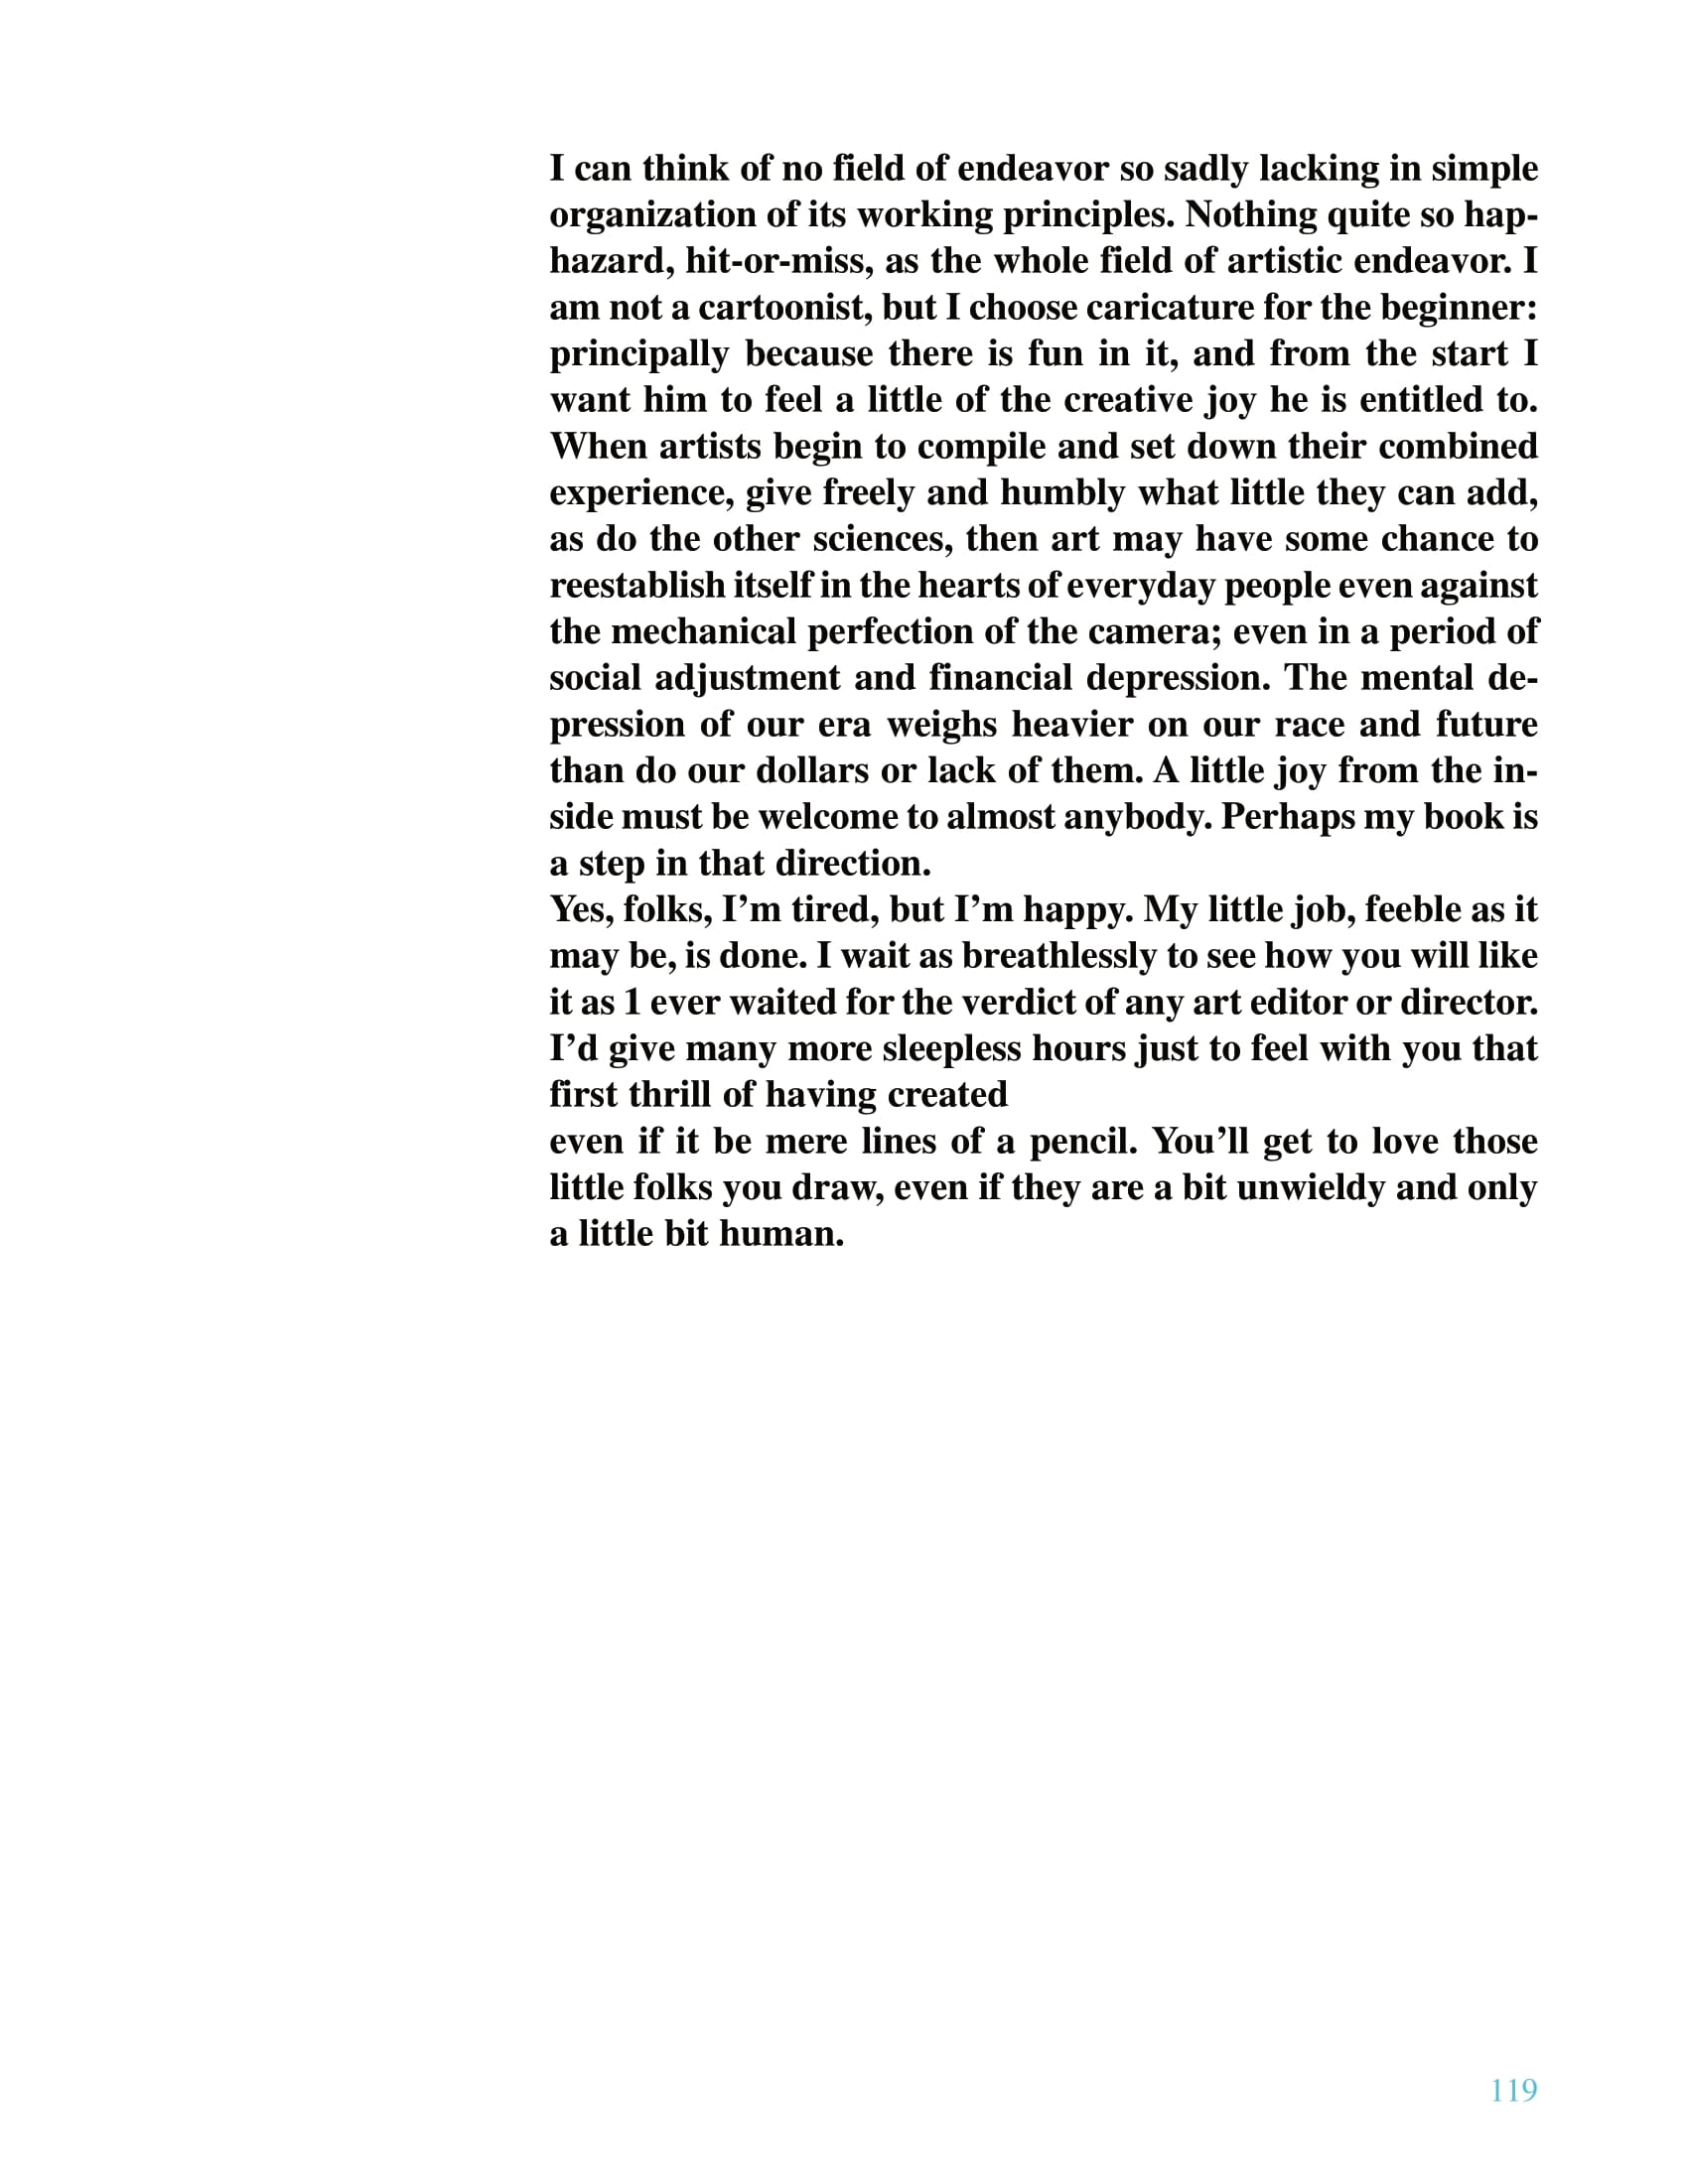 I can think of no field of endeavor so sadly lacking in simple
organization of its working principles. Nothing quite so hap-
hazard, hit-or-miss, as the whole field of artistic endeavor. I
am not a cartoonist, but I choose caricature for the beginner:
principally because there is fun in it, and from the start I
want him to feel a little of the creative joy he is entitled to.
When artists begin to compile and set down their combined
experience, give freely and humbly what little they can add,
as do the other sciences, then art may have some chance to
reestablish itself in the hearts of everyday people even against
the mechanical perfection of the camera; even in a period of
social adjustment and financial depression. The mental de-
pression of our era weighs heavier on our race and future
than do our dollars or lack of them. A little joy from the in-
side must be welcome to almost anybody. Perhaps my book is
a step in that direction.
Yes, folks, I’m tired, but I’m happy. My little job, feeble as it
may be, is done. I wait as breathlessly to see how you will like
it as 1 ever waited for the verdict of any art editor or director.
I’d give many more sleepless hours just to feel with you that
first thrill of having created
even if it be mere lines of a pencil. You’ll get to love those
little folks you draw, even if they are a bit unwieldy and only
a little bit human.
119